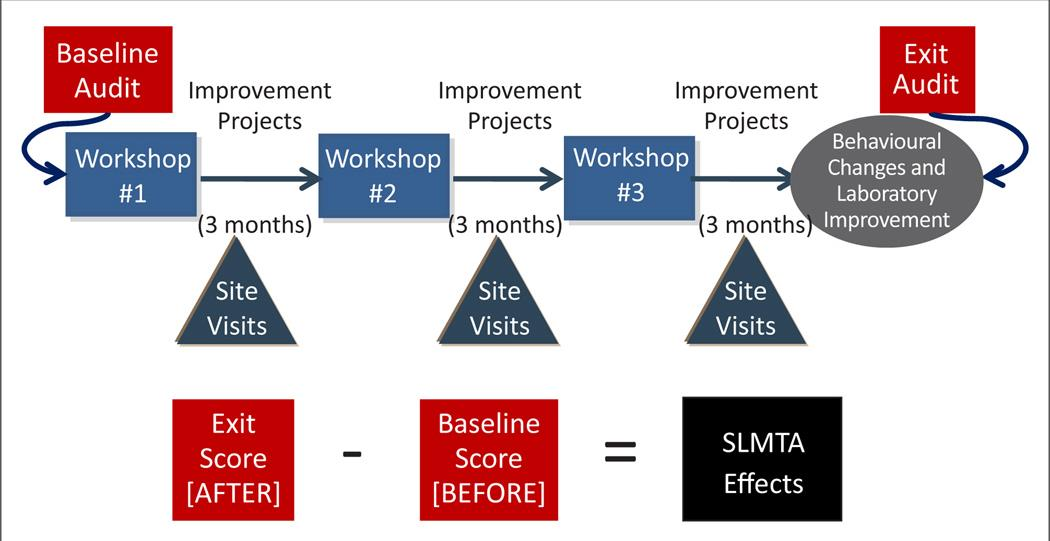 Baseline
Audit
Exit
Audit
Improvement
Projects
Improvement
Projects
Improvement
Projects
Workshop
#1
Workshop
#2
Workshop
#3
Behavioural
Changes and
Laboratory
Improvement
(3 months)
(3 months)
(3 months)
Site
Visits
Site
Visits
Site
Visits
Exit
Score
[AFTER]
-
Baseline
Score
[BEFORE]
=
SLMTA
Effects